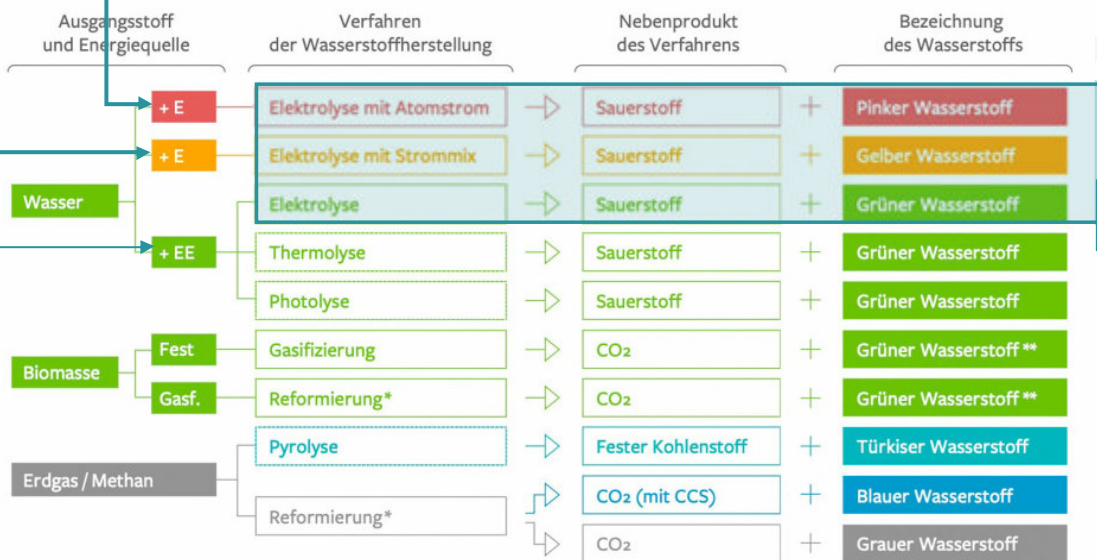 Ausgangsstoff
und Energiequelle
Verfahren
der Wasserstoffherstellung
Nebenprodukt
des Verfahrens
Bezeichnung
des Wasserstoffs
+ E
Elektrolyse mit Atomstrom
Sauerstoff
+
Pinker Wasserstoff
+ E
Elektrolyse mit Strommix
Sauerstoff
+
Gelber Wasserstoff
Wasser
Elektrolyse
Sauerstoff
+
Grüner Wasserstoff
+ EE
Thermolyse
Sauerstoff
+
Grüner Wasserstoff
Photolyse
Sauerstoff
+
Grüner Wasserstoff
Biomasse
Fest
Gasifizierung
CO₂
+
Grüner Wasserstoff **
Gasf.
Reformierung*
CO₂
+
Grüner Wasserstoff **
Erdgas / Methan
Pyrolyse
Fester Kohlenstoff
+
Türkiser Wasserstoff
Reformierung*
CO₂ (mit CCS)
+
Blauer Wasserstoff
CO₂
+
Grauer Wasserstoff